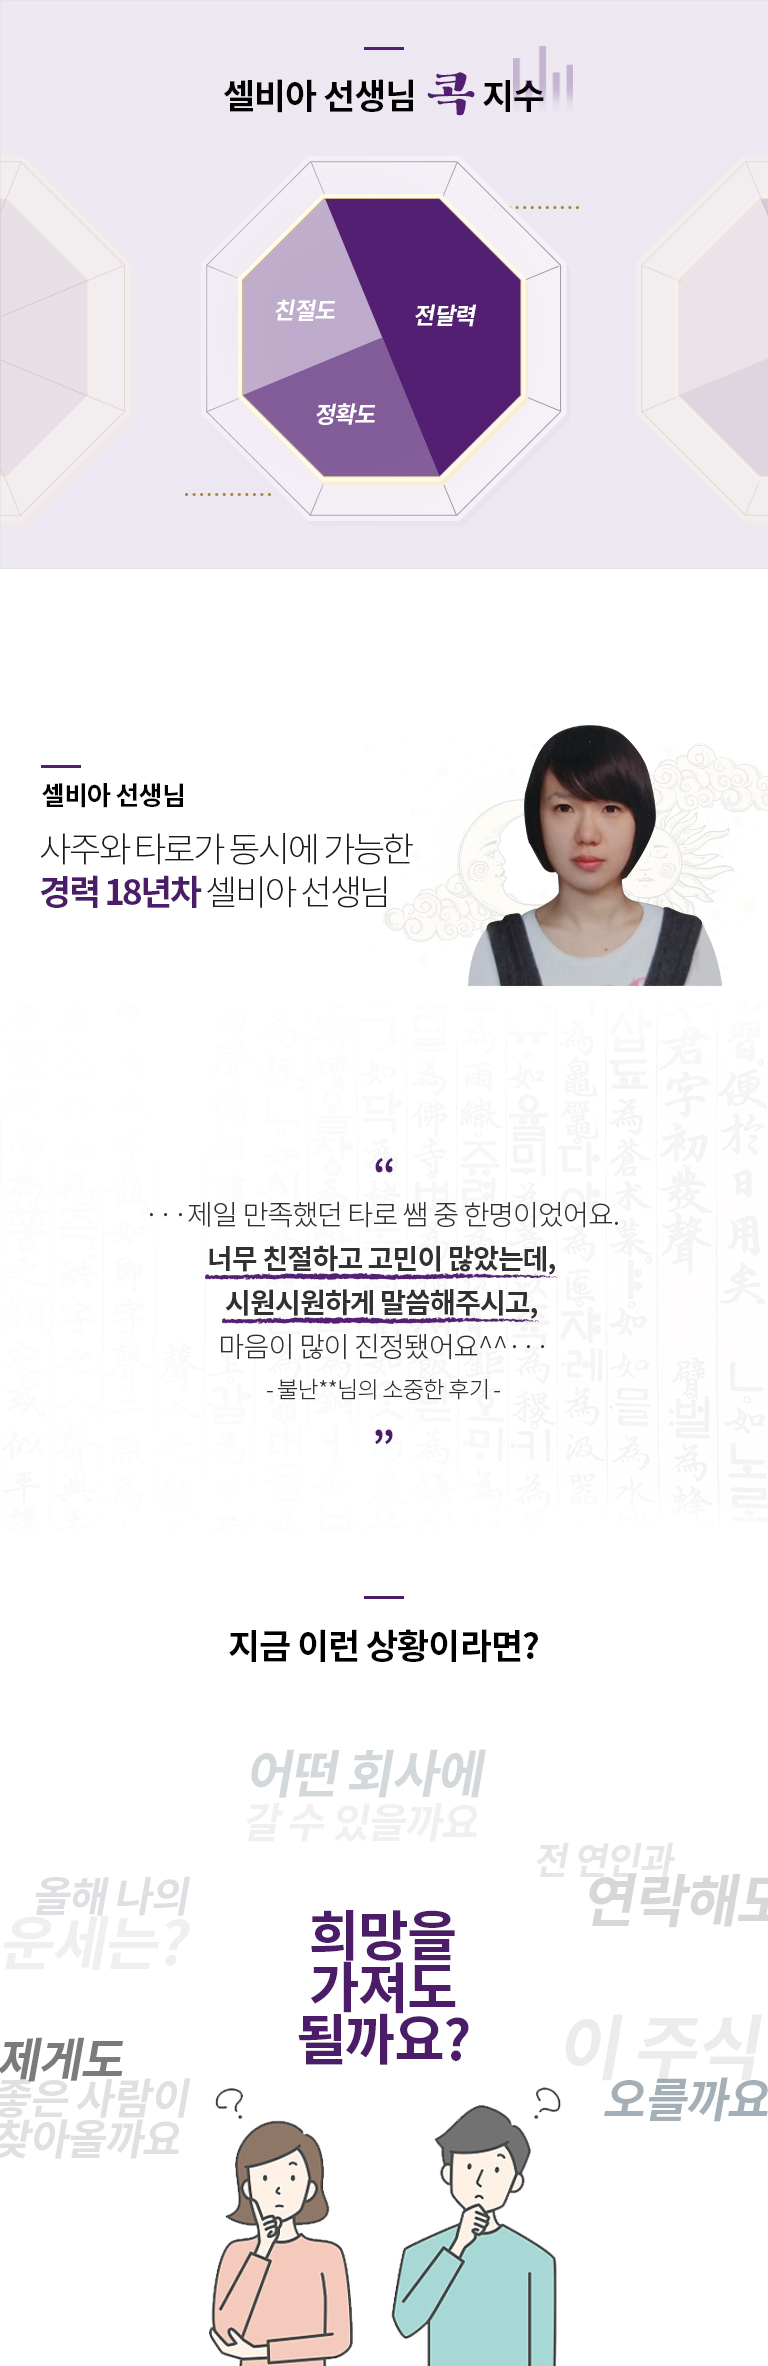 셀비아 선생님 콕 지수
친절도
전달력
정확도
셀비아 선생님
사주와 타로가 동시에 가능한
경력 18년차 셀비아 선생님
“
···제일 만족했던 타로 쌤 중 한명이었어요.
너무 친절하고 고민이 많았는데,
시원시원하게 말씀해주시고,
마음이 많이 진정됐어요^^···
- 불난**님의 소중한 후기 -
”
지금 이런 상황이라면?
어떤 회사에
갈 수 있을까요
전 연인과
연락해도
올해 나의
운세는?
희망을
가져도
될까요?
제게도
좋은 사람이
찾아올까요
이 주식
오를까요